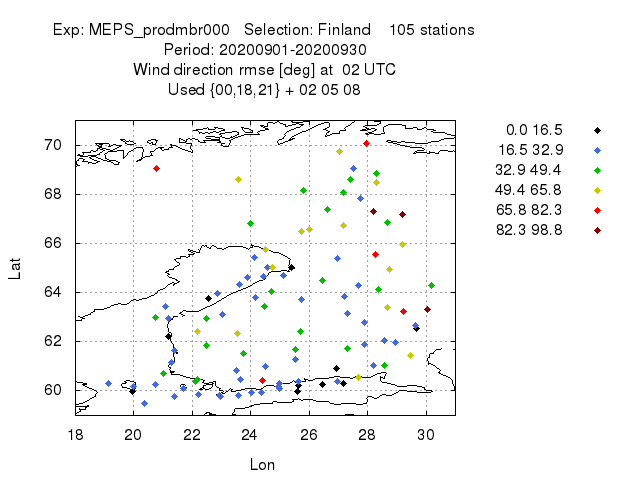 Exp: MEPS_prodmbr000 Selection: Finland 105 stations
Period: 20200901-20200930
Wind direction rmse [deg] at 02 UTC
Used {00,18,21} + 02 05 08
0.0 16.5
16.5 32.9
32.9 49.4
49.4 65.8
65.8 82.3
82.3 98.8
Lat
70
68
66
64
62
60
18 20 22 24 26 28 30
Lon